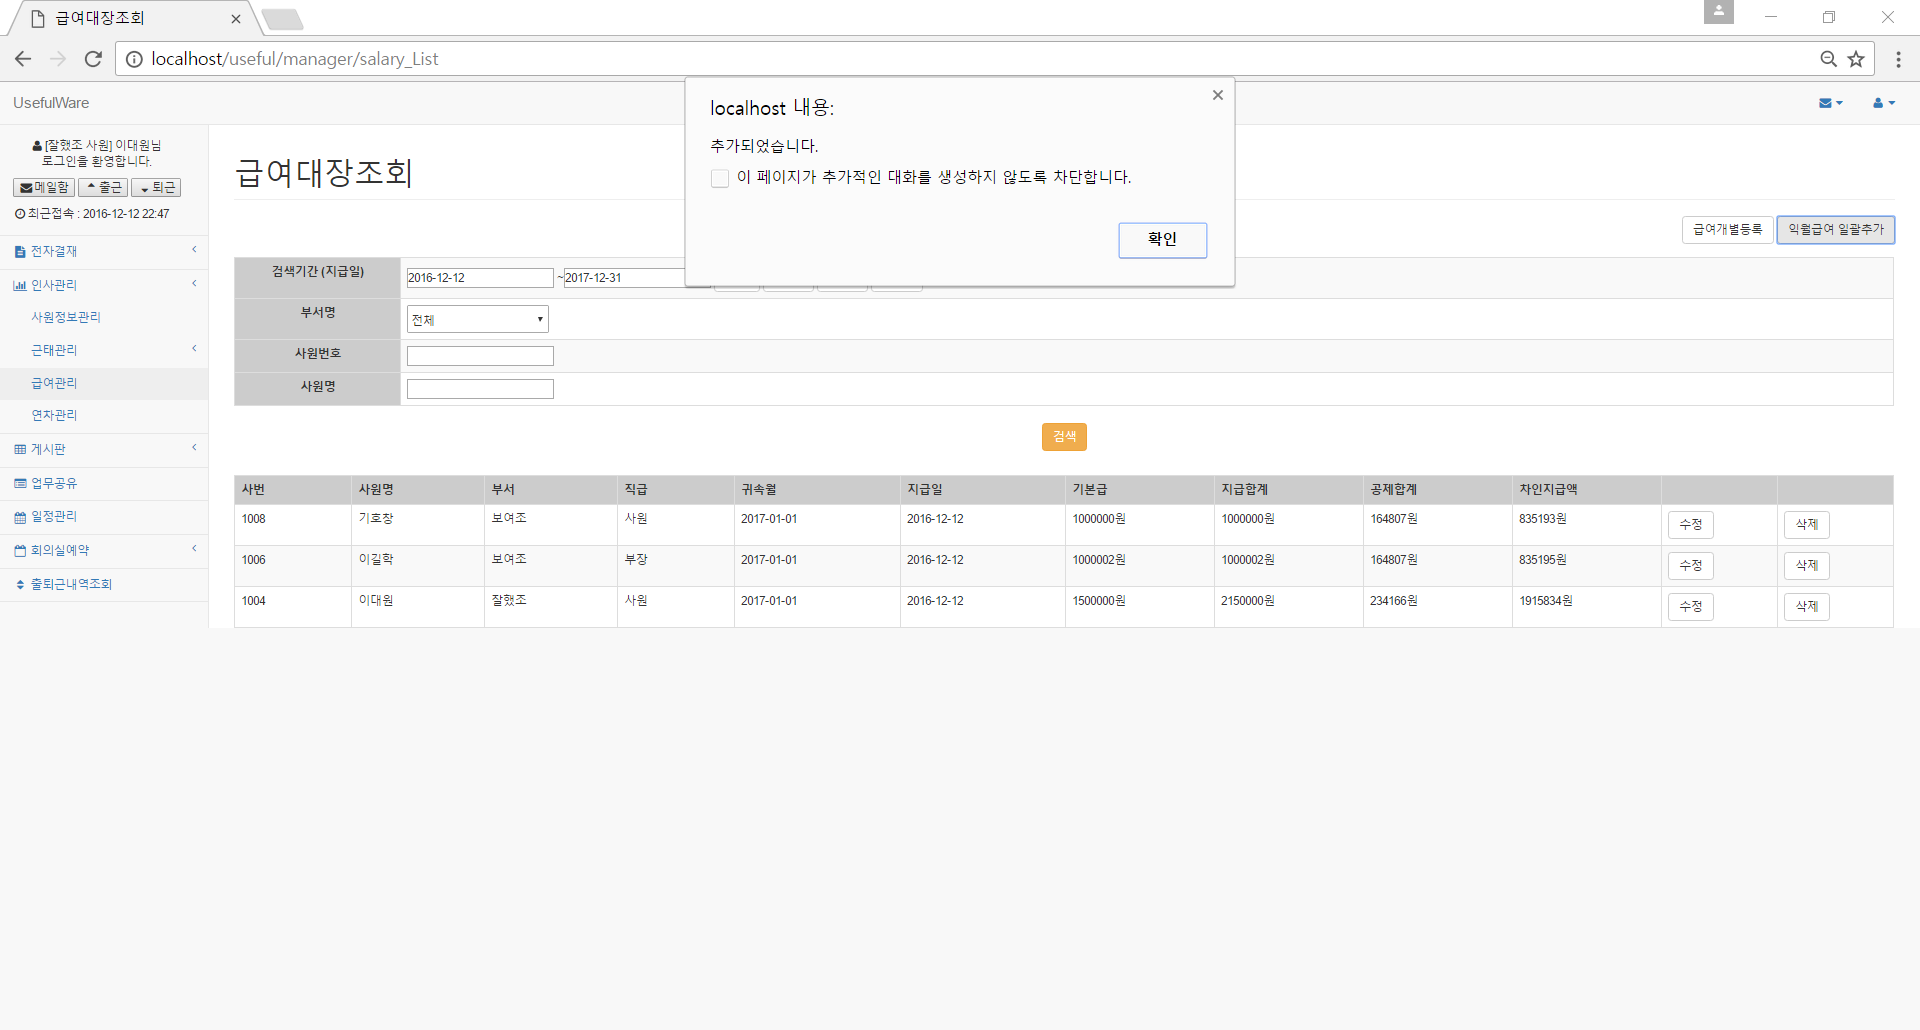 급여대장조회
localhost/useful/manager/salary_List
UsefulWare
localhost 내용:
추가되었습니다.
이 페이지가 추가적인 대화를 생성하지 않도록 차단합니다.
확인
[잘했조 사원] 이대원님
로그인을 환영합니다.
메일함 출근 퇴근
최근접속 : 2016-12-12 22:47
전자결재
인사관리
사원정보관리
근태관리
급여관리
연차관리
게시판
업무공유
일정관리
회의실예약
출퇴근내역조회
급여대장조회
급여개별등록 익월급여 일괄추가
검색기간 (지급일) 2016-12-12 ~2017-12-31
부서명 전체
사원번호
사원명
검색
사번 사원명 부서 직급 귀속월 지급일 기본급 지급합계 공제합계 차인지급액
1008 기호창 보여조 사원 2017-01-01 2016-12-12 1000000원 1000000원 164807원 835193원 수정 삭제
1006 이길학 보여조 부장 2017-01-01 2016-12-12 1000002원 1000002원 164807원 835195원 수정 삭제
1004 이대원 잘했조 사원 2017-01-01 2016-12-12 1500000원 2150000원 234166원 1915834원 수정 삭제